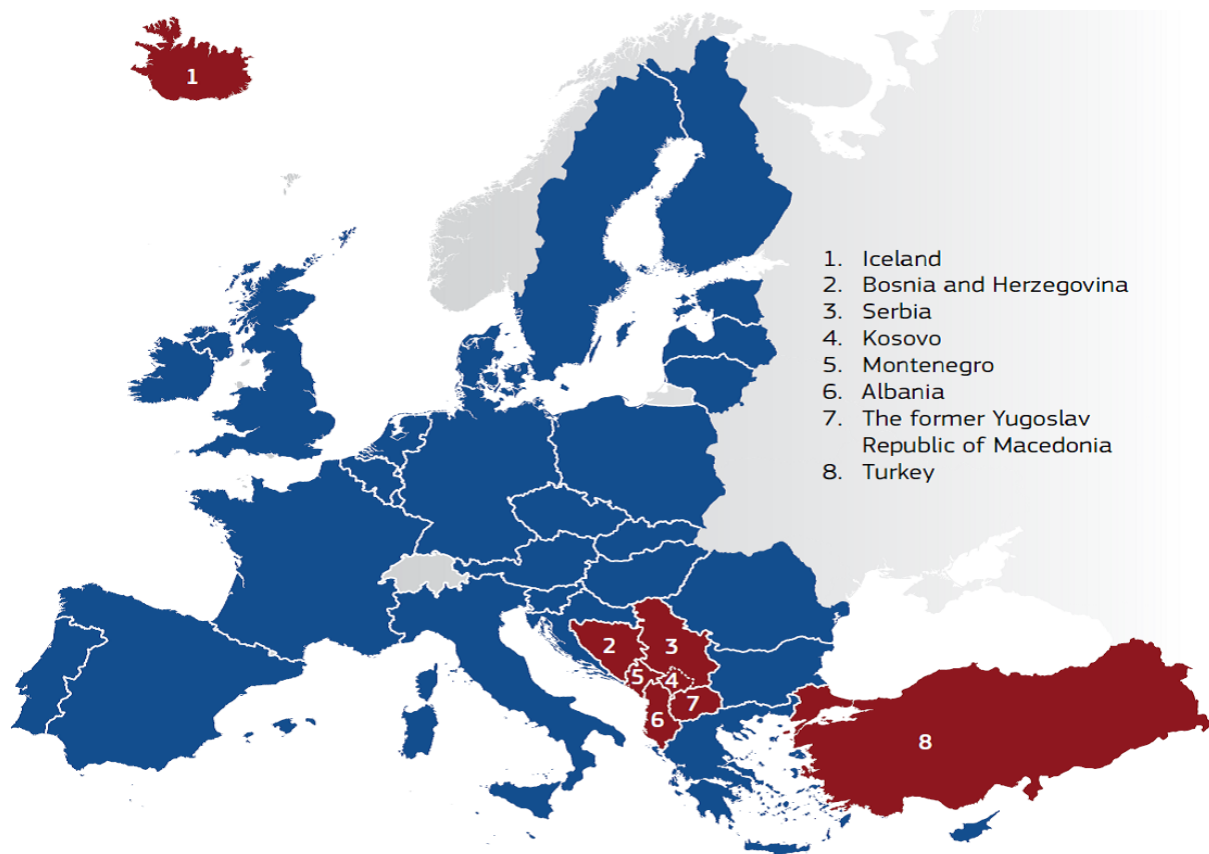 1
1. Iceland
2. Bosnia and Herzegovina
3. Serbia
4. Kosovo
5. Montenegro
6. Albania
7. The former Yugoslav
Republic of Macedonia
8. Turkey
2
3
5
4
7
6
8